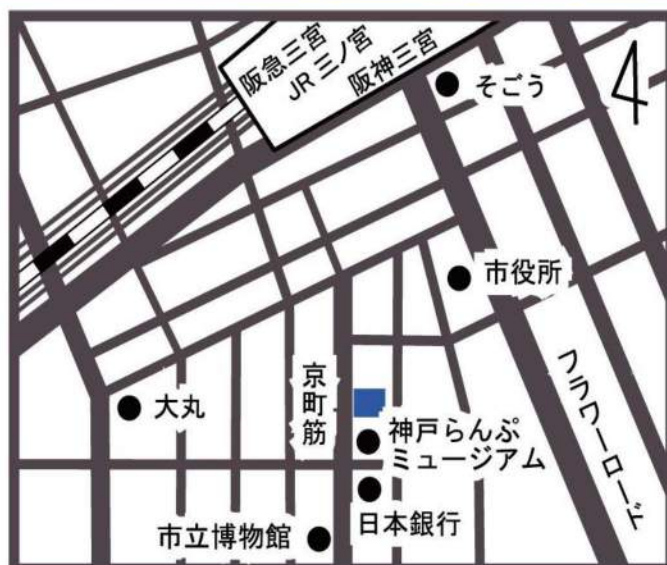 阪急三宮
JR 三ノ宮
阪神三宮
そごう
市役所
フラワーロード
京町筋
大丸
神戸らんぷ
ミュージアム
日本銀行
市立博物館